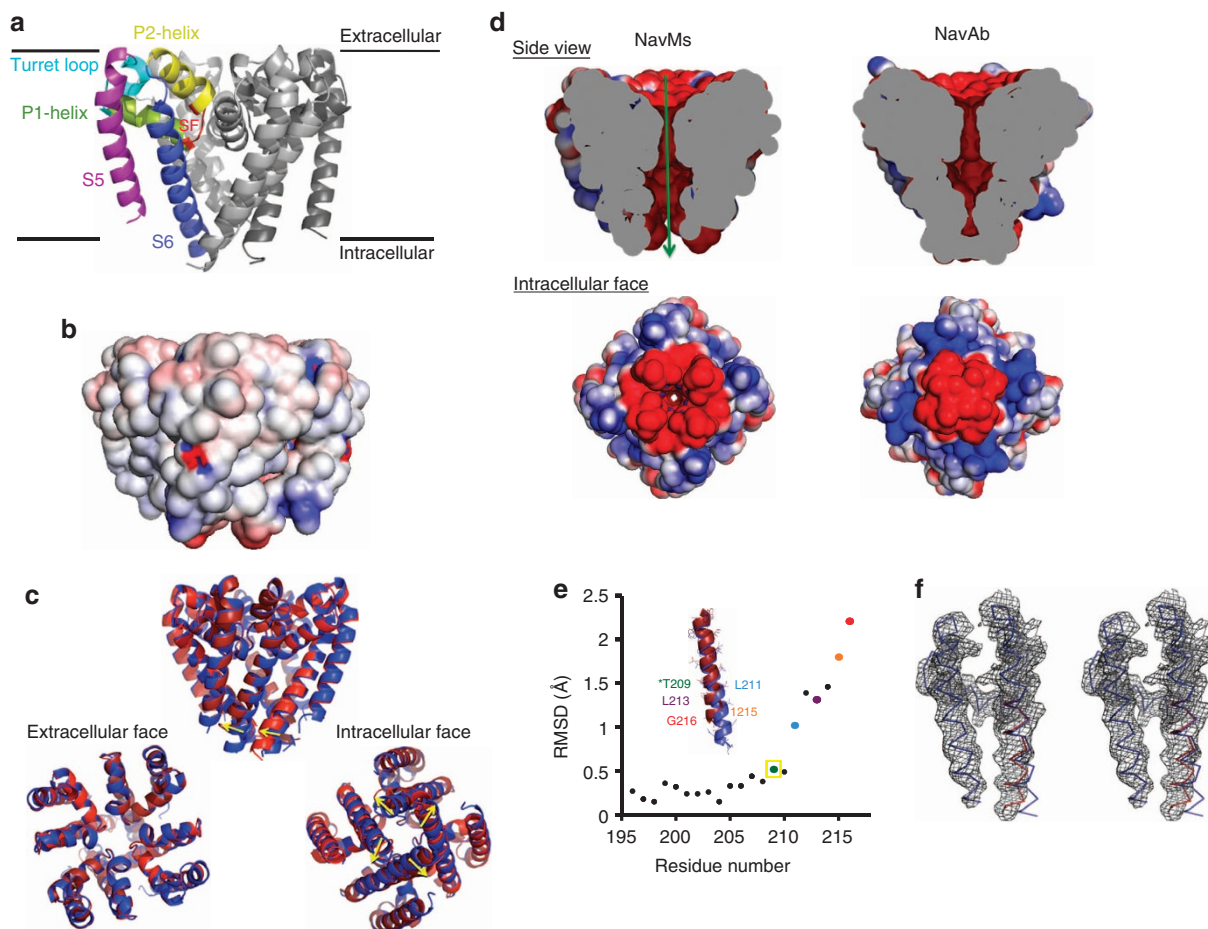 a
P2-helix
Extracellular
Turret loop
P1-helix
SF
S5
S6
Intracellular
b
c
Extracellular face
Intracellular face
d
Side view
NavMs
NavAb
Intracellular face
e
2.5
2
1.5
1
0.5
0
RMSD (Å)
*T209
L211
L213
1215
G216
195
200
205
210
215
Residue number
f